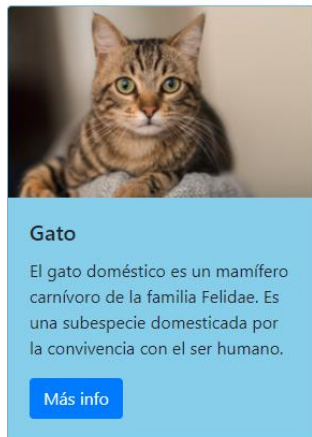 Gato
El gato doméstico es un mamífero
carnívoro de la familia Felidae. Es
una subespecie domesticada por
la convivencia con el ser humano.
Más info